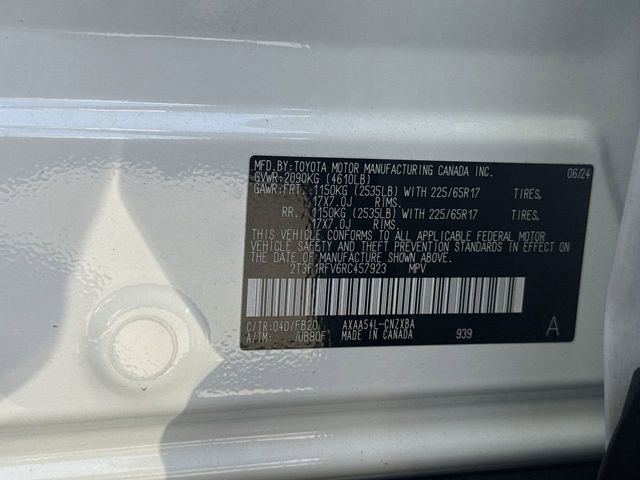 MFD.BY:TOYOTA MOTOR MANUFACTURING CANADA INC. 06/24
GVWR:2090KG (4610LB)
GAWR:FRT. 1150KG (2535LB) WITH 225/65R17 TIRES,
17X7.0J RIMS.
RR. 1150KG (2535LB) WITH 225/65R17 TIRES,
17X7.0J RIMS.
THIS VEHICLE CONFORMS TO ALL APPLICABLE FEDERAL MOTOR
VEHICLE SAFETY AND THEFT PREVENTION STANDARDS IN EFFECT
ON THE DATE OF MANUFACTURE SHOWN ABOVE.
2T3F1RFV6RC457923 MPV
C/TR:040/FB20 AXAA54L-CNZXBA
A/TM: /UB80F MADE IN CANADA 939 A